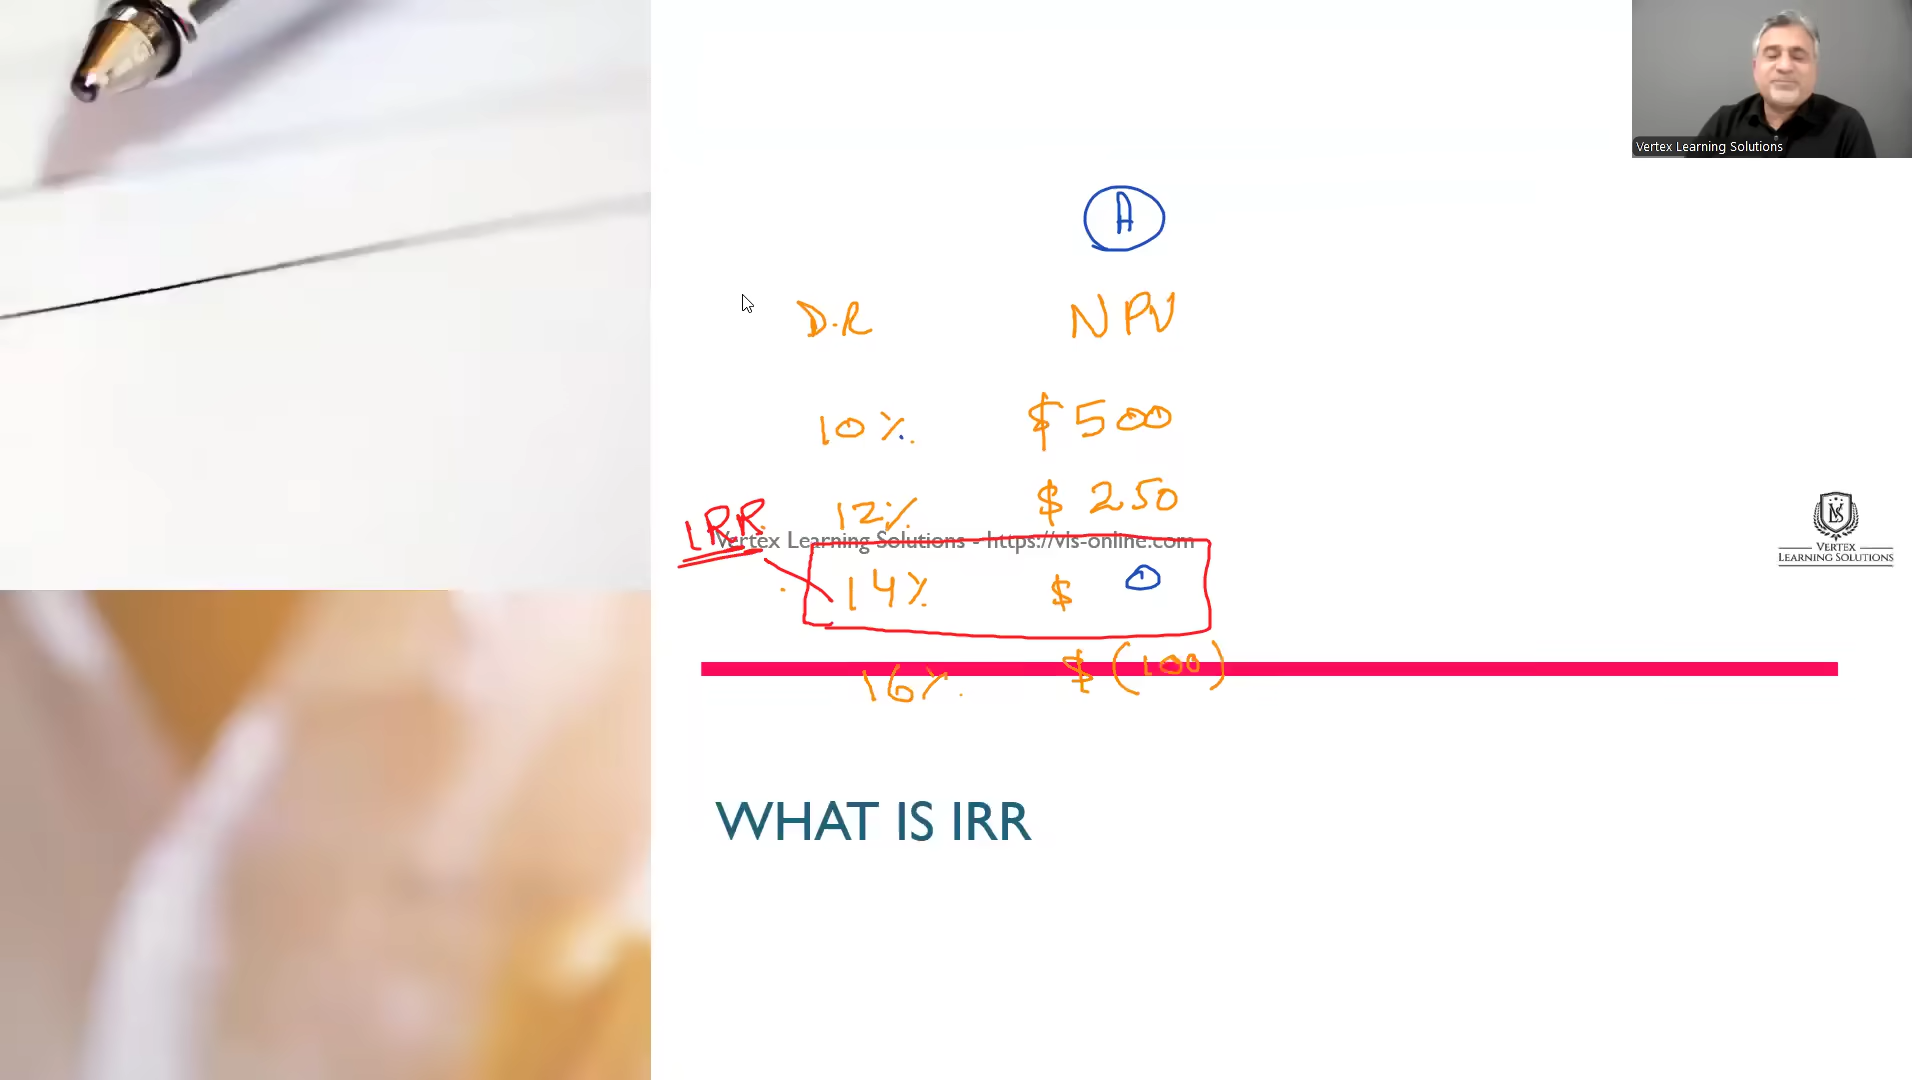 Vertex Learning Solutions
A
D.R NPV
10% $500
12% $250
IRR
Vertex Learning Solutions - https://vls-online.com
14% $ 0
16% $(100)
VLS
VERTEX
LEARNING SOLUTIONS
WHAT IS IRR